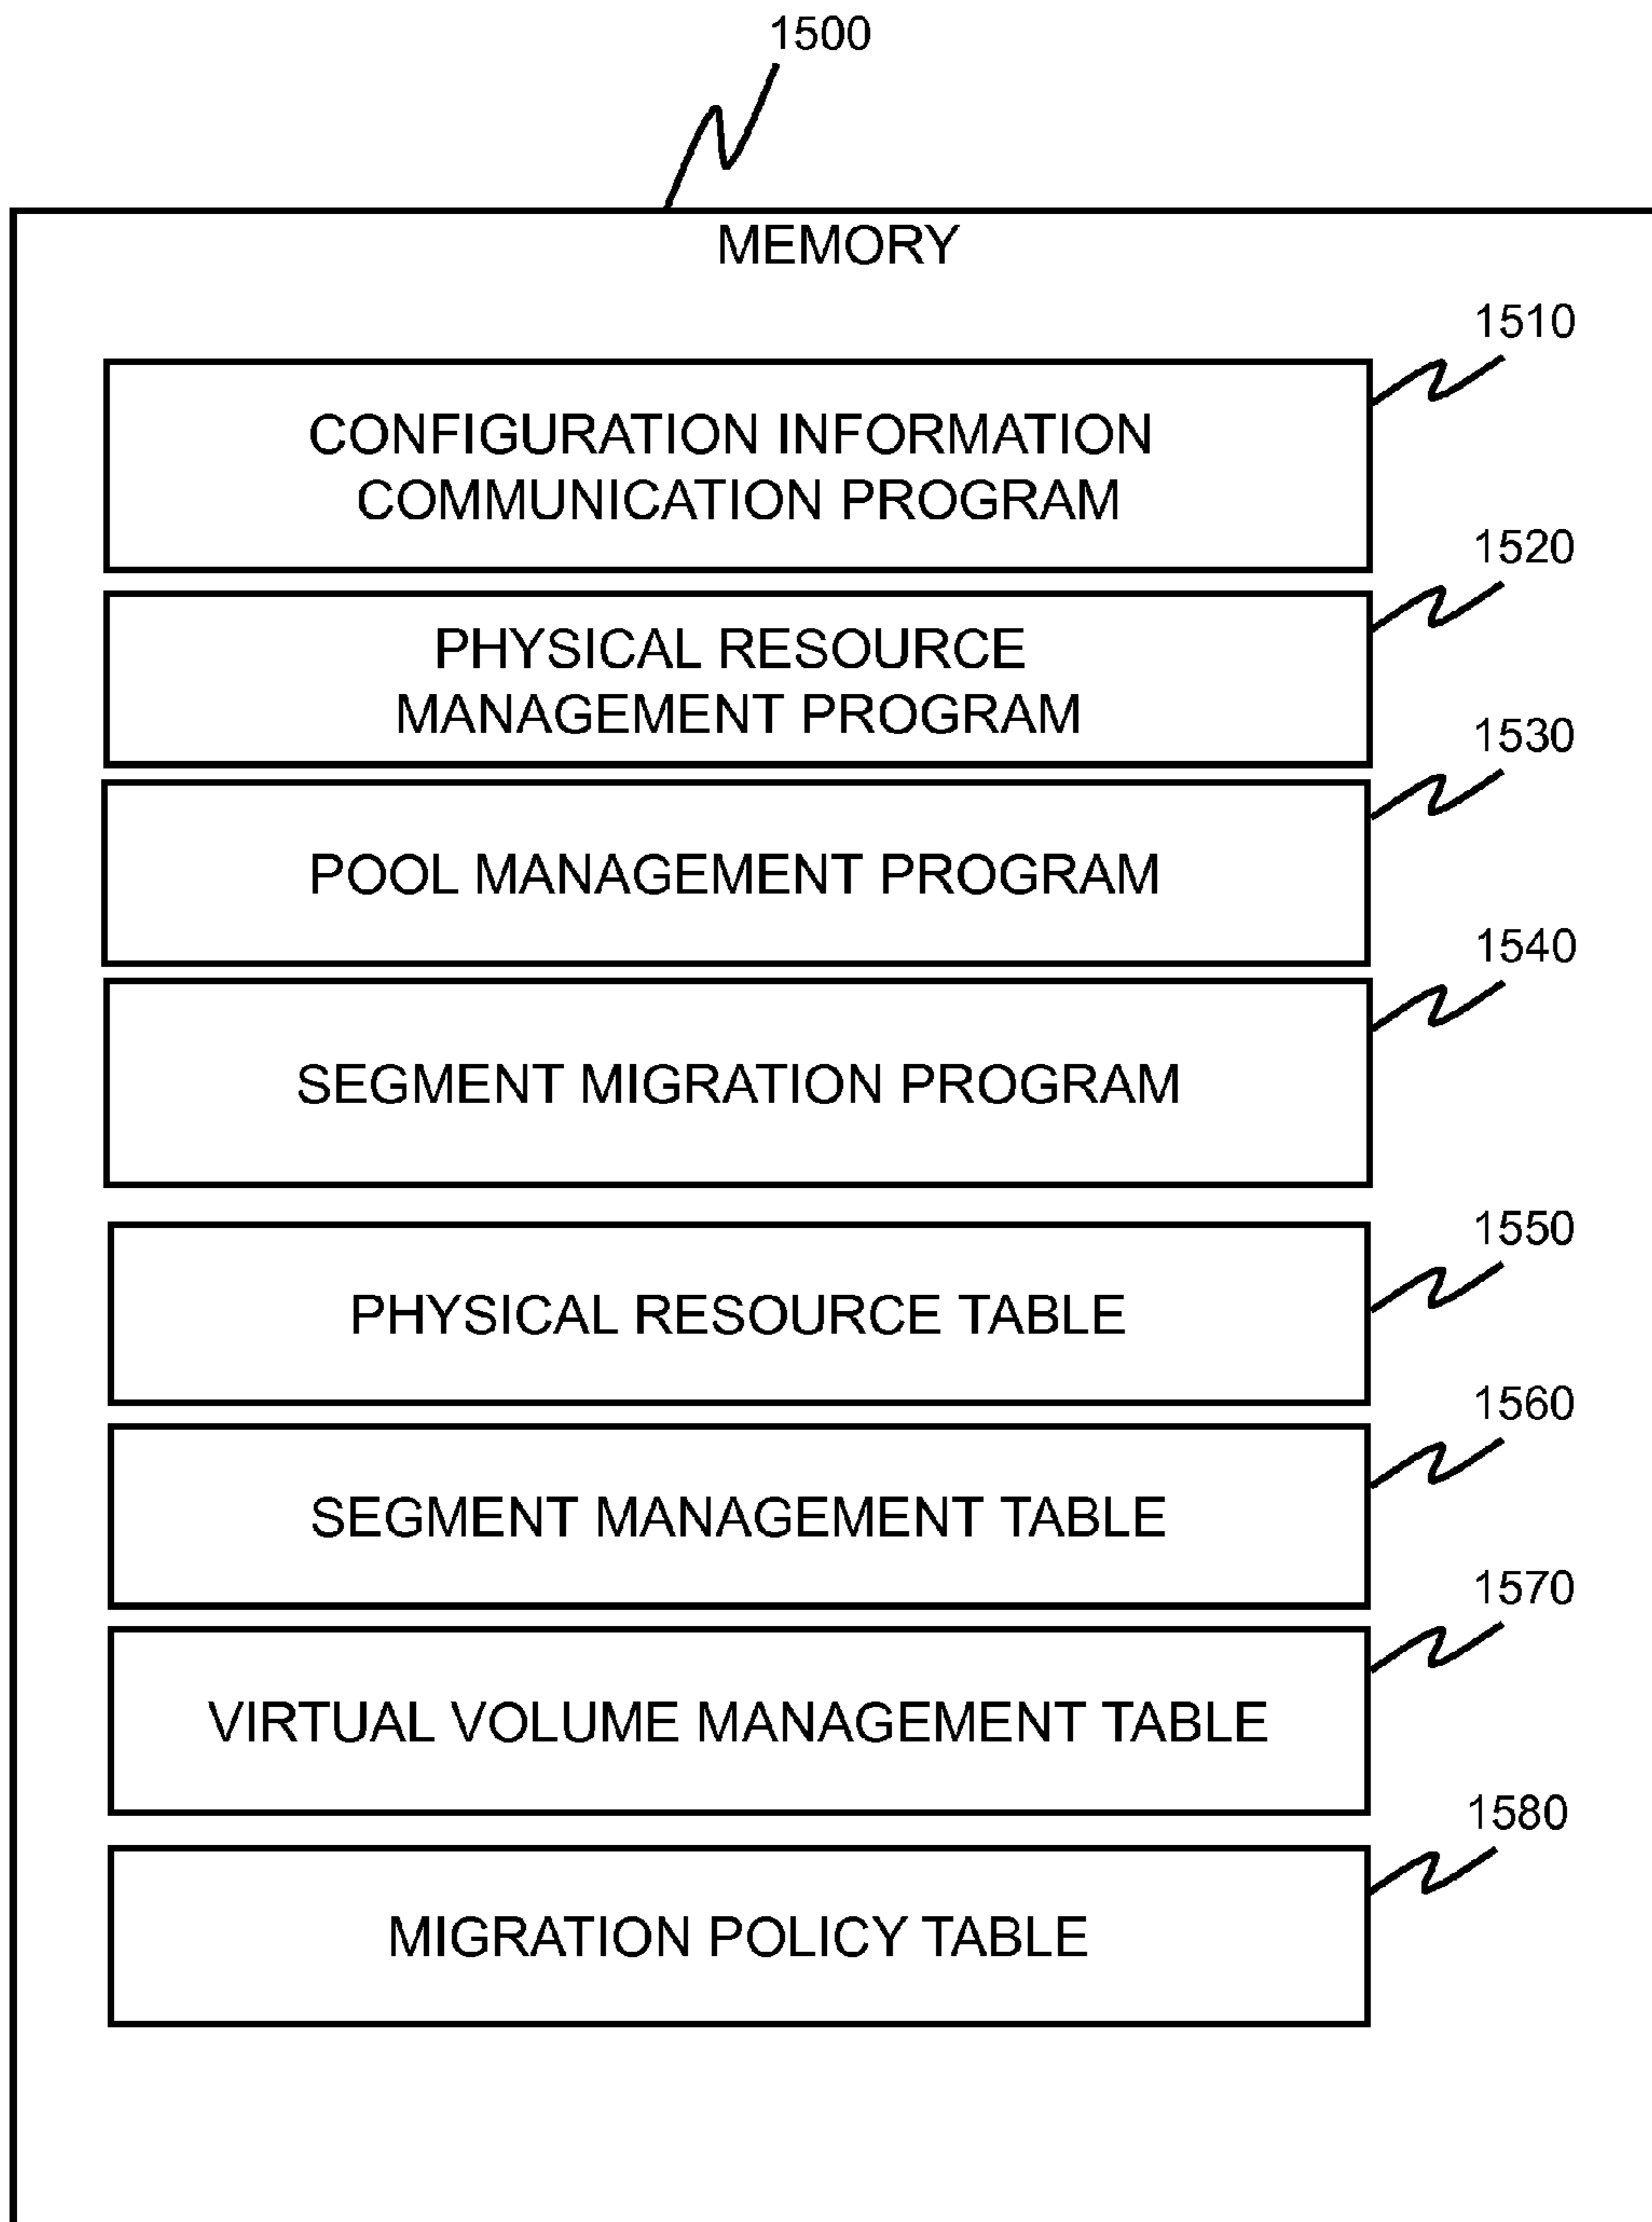 1500
MEMORY
1510
CONFIGURATION INFORMATION
COMMUNICATION PROGRAM
1520
PHYSICAL RESOURCE
MANAGEMENT PROGRAM
1530
POOL MANAGEMENT PROGRAM
1540
SEGMENT MIGRATION PROGRAM
1550
PHYSICAL RESOURCE TABLE
1560
SEGMENT MANAGEMENT TABLE
1570
VIRTUAL VOLUME MANAGEMENT TABLE
1580
MIGRATION POLICY TABLE